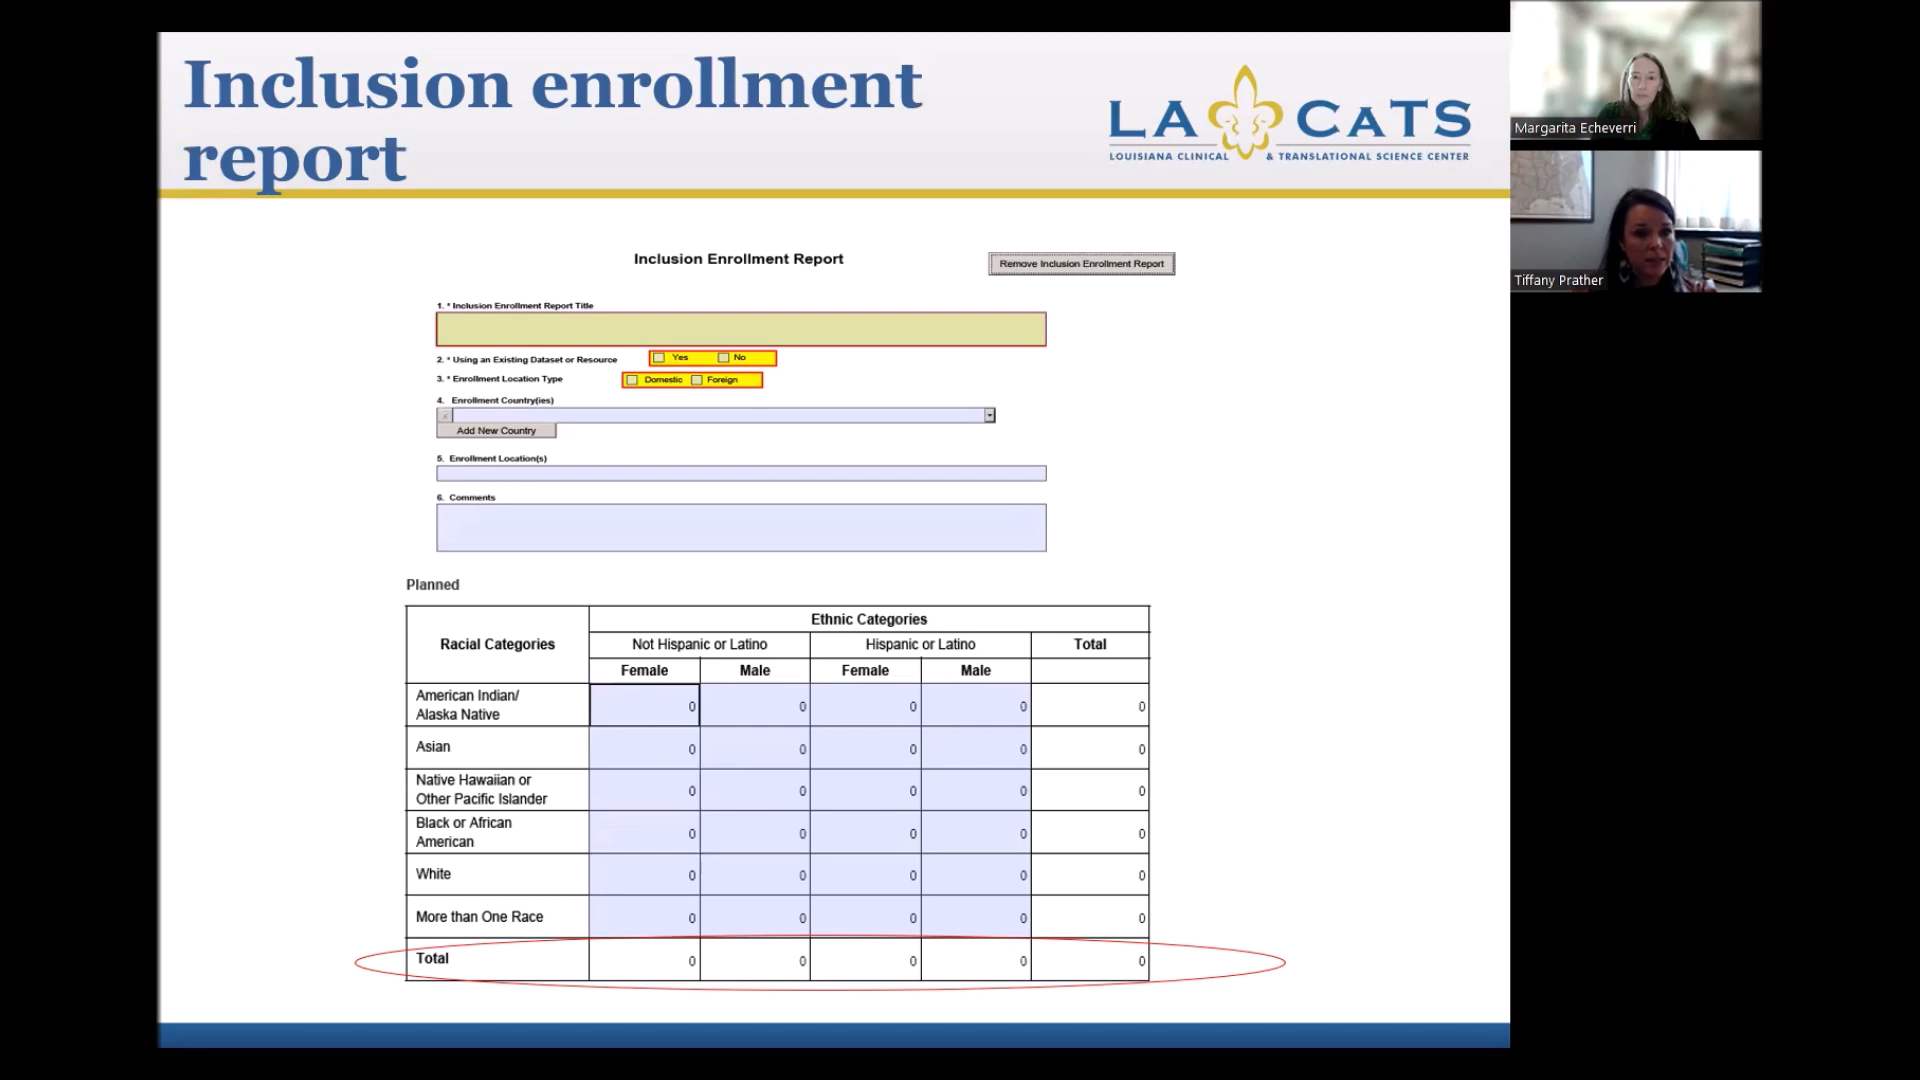 Inclusion enrollment
report
LA CATS
LOUISIANA CLINICAL & TRANSLATIONAL SCIENCE CENTER
Margarita Echeverri
Tiffany Prather
Inclusion Enrollment Report
Remove Inclusion Enrollment Report
1. * Inclusion Enrollment Report Title
2. * Using an Existing Dataset or Resource Yes No
3. * Enrollment Location Type Domestic Foreign
4. Enrollment Country(ies)
x
Add New Country
5. Enrollment Location(s)
6. Comments
Planned
Racial Categories Ethnic Categories
Not Hispanic or Latino Hispanic or Latino Total
Female Male Female Male
American Indian/
Alaska Native 0 0 0 0 0
Asian 0 0 0 0 0
Native Hawaiian or
Other Pacific Islander 0 0 0 0 0
Black or African
American 0 0 0 0 0
White 0 0 0 0 0
More than One Race 0 0 0 0 0
Total 0 0 0 0 0